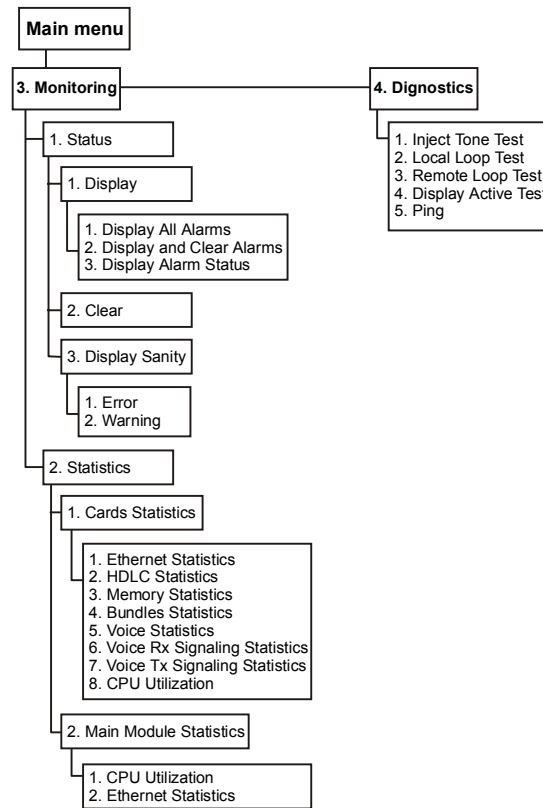 Main menu
3. Monitoring
4. Dignostics
1. Inject Tone Test
2. Local Loop Test
3. Remote Loop Test
4. Display Active Test
5. Ping
1. Status
1. Display
1. Display All Alarms
2. Display and Clear Alarms
3. Display Alarm Status
2. Clear
3. Display Sanity
1. Error
2. Warning
2. Statistics
1. Cards Statistics
1. Ethernet Statistics
2. HDLC Statistics
3. Memory Statistics
4. Bundles Statistics
5. Voice Statistics
6. Voice Rx Signaling Statistics
7. Voice Tx Signaling Statistics
8. CPU Utilization
2. Main Module Statistics
1. CPU Utilization
2. Ethernet Statistics